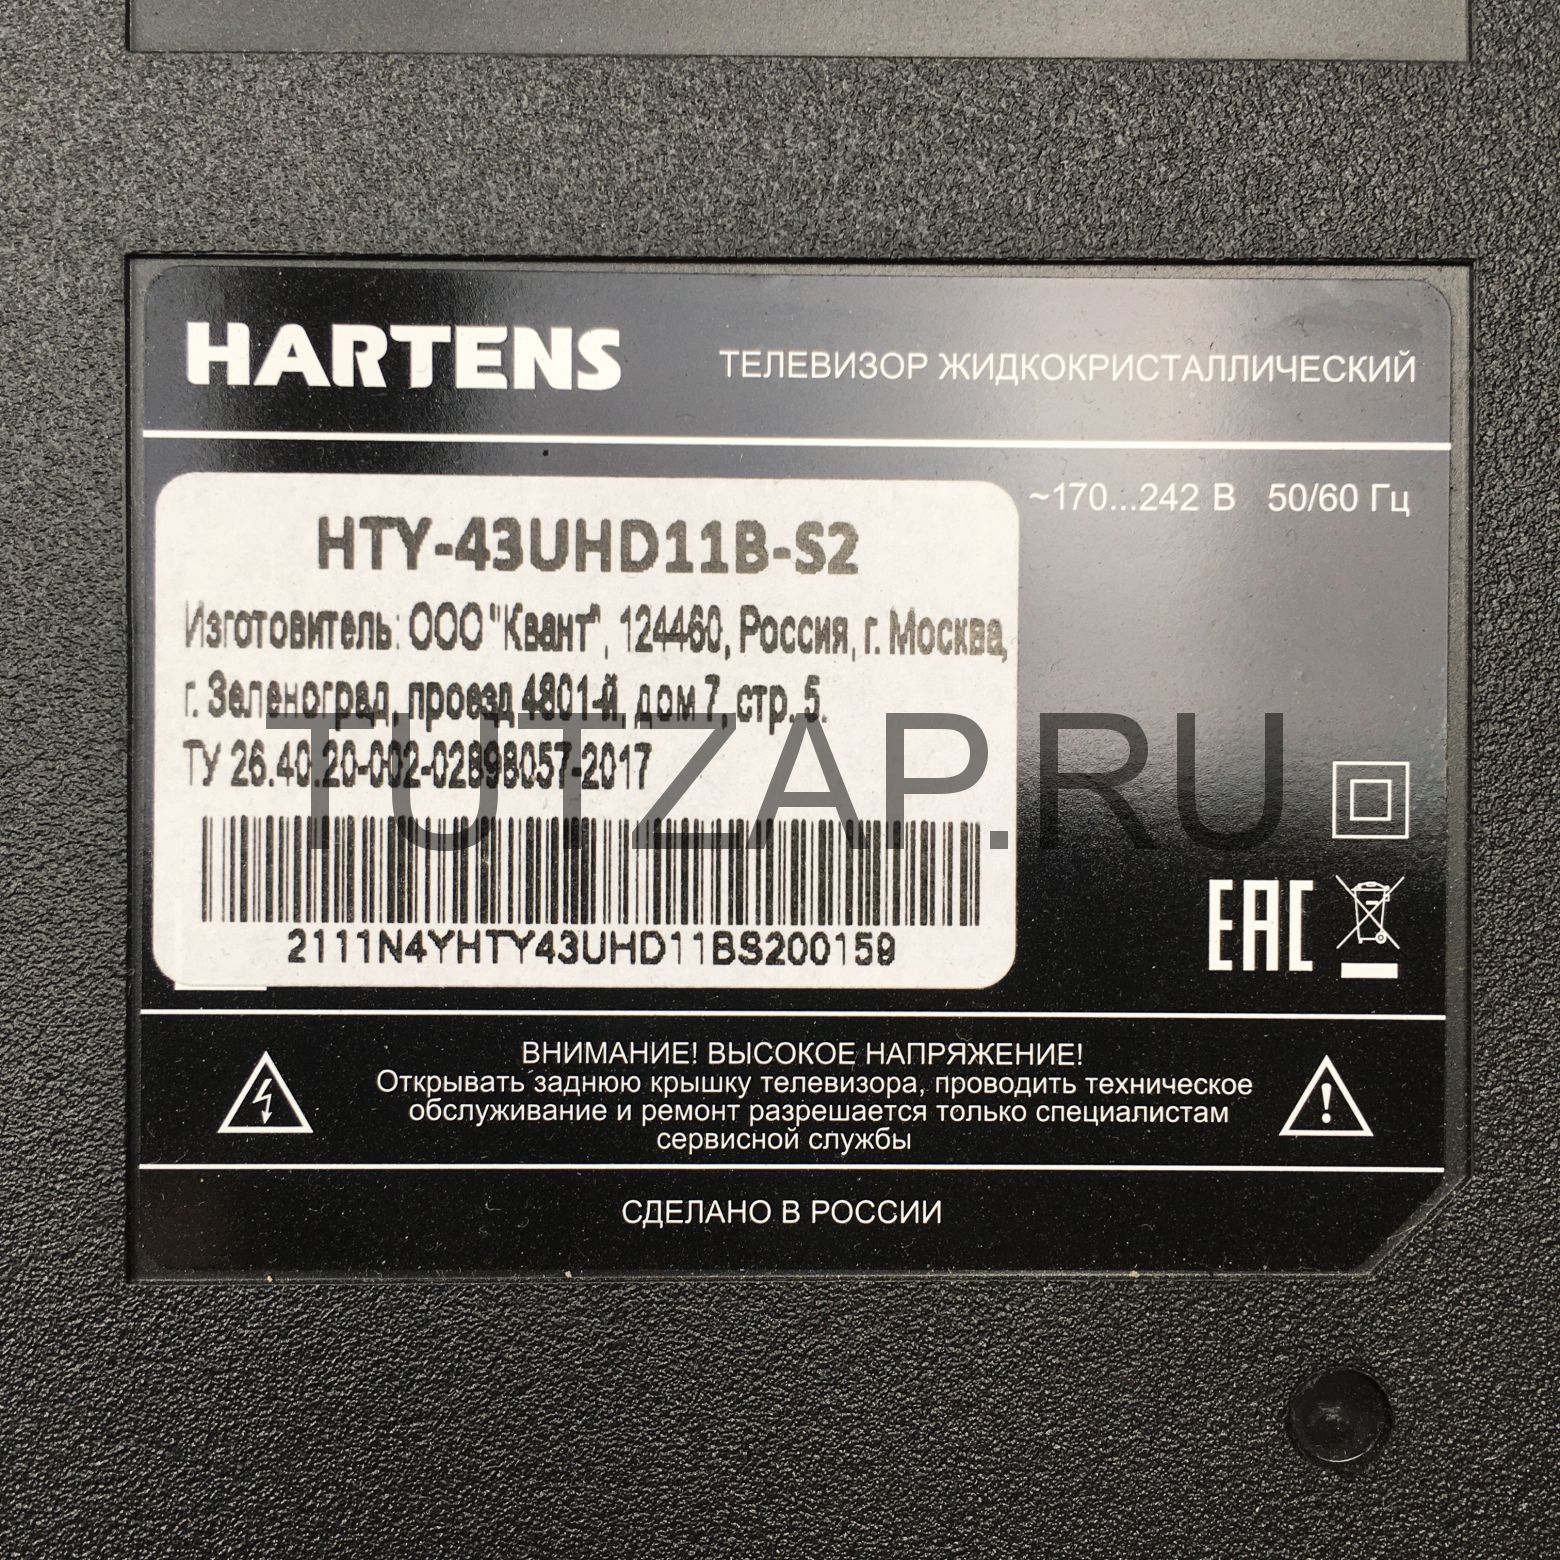 HARTENS
ТЕЛЕВИЗОР ЖИДКОКРИСТАЛЛИЧЕСКИЙ
~170...242 В 50/60 Гц
HTY-43UHD11B-S2
Изготовитель: ООО "Квант", 124460, Россия, г. Москва,
г. Зеленоград, проезд 4801-й, дом 7, стр. 5.
ТУ 26.40.20-002-02898057-2017
TUTZAP.RU
2111N4YHTY43UHD11BS200159
EAC
ВНИМАНИЕ! ВЫСОКОЕ НАПРЯЖЕНИЕ!
Открывать заднюю крышку телевизора, проводить техническое
обслуживание и ремонт разрешается только специалистам
сервисной службы
СДЕЛАНО В РОССИИ